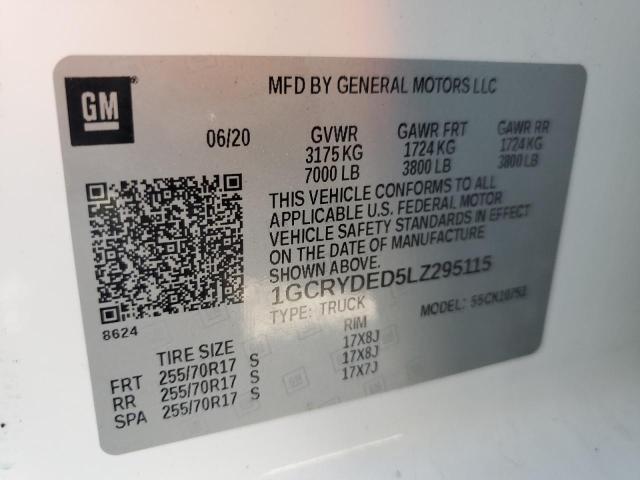 GM
MFD BY GENERAL MOTORS LLC
06/20 GVWR GAWR FRT GAWR RR
3175 KG 1724 KG 1724 KG
7000 LB 3800 LB 3800 LB
THIS VEHICLE CONFORMS TO ALL
APPLICABLE U.S. FEDERAL MOTOR
VEHICLE SAFETY STANDARDS IN EFFECT
ON THE DATE OF MANUFACTURE
SHOWN ABOVE.
1GCRYDED5LZ295115
TYPE: TRUCK MODEL:
8624
TIRE SIZE RIM
FRT 255/70R17 S 17X8J
RR 255/70R17 S 17X8J
SPA 255/70R17 S 17X7J
GM